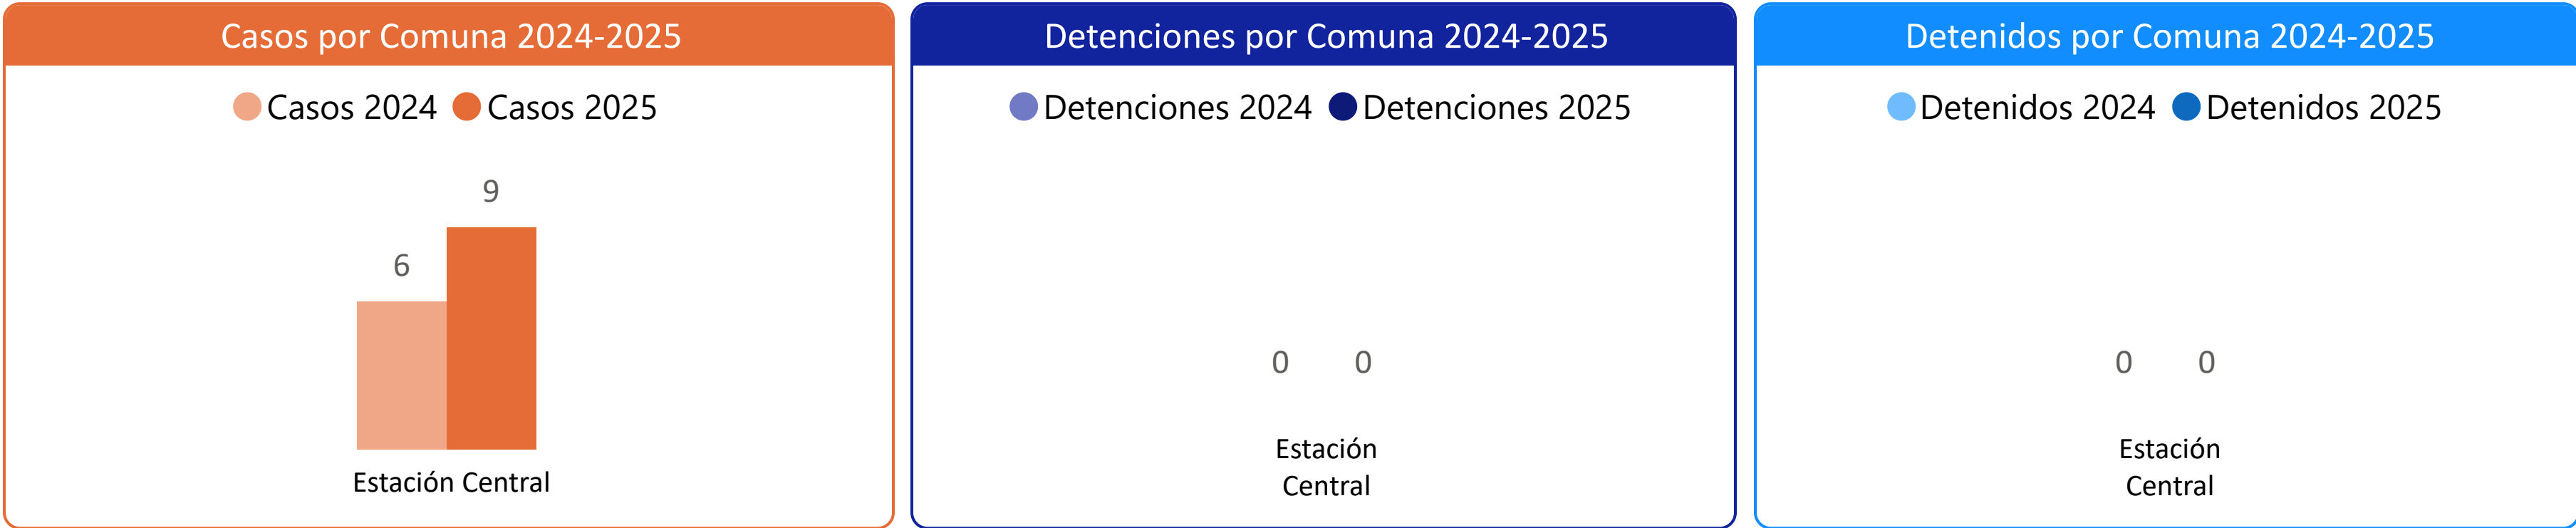 Casos por Comuna 2024-2025
Casos 2024 Casos 2025
6
9
Estación Central
Detenciones por Comuna 2024-2025
Detenciones 2024 Detenciones 2025
0 0
Estación
Central
Detenidos por Comuna 2024-2025
Detenidos 2024 Detenidos 2025
0 0
Estación
Central